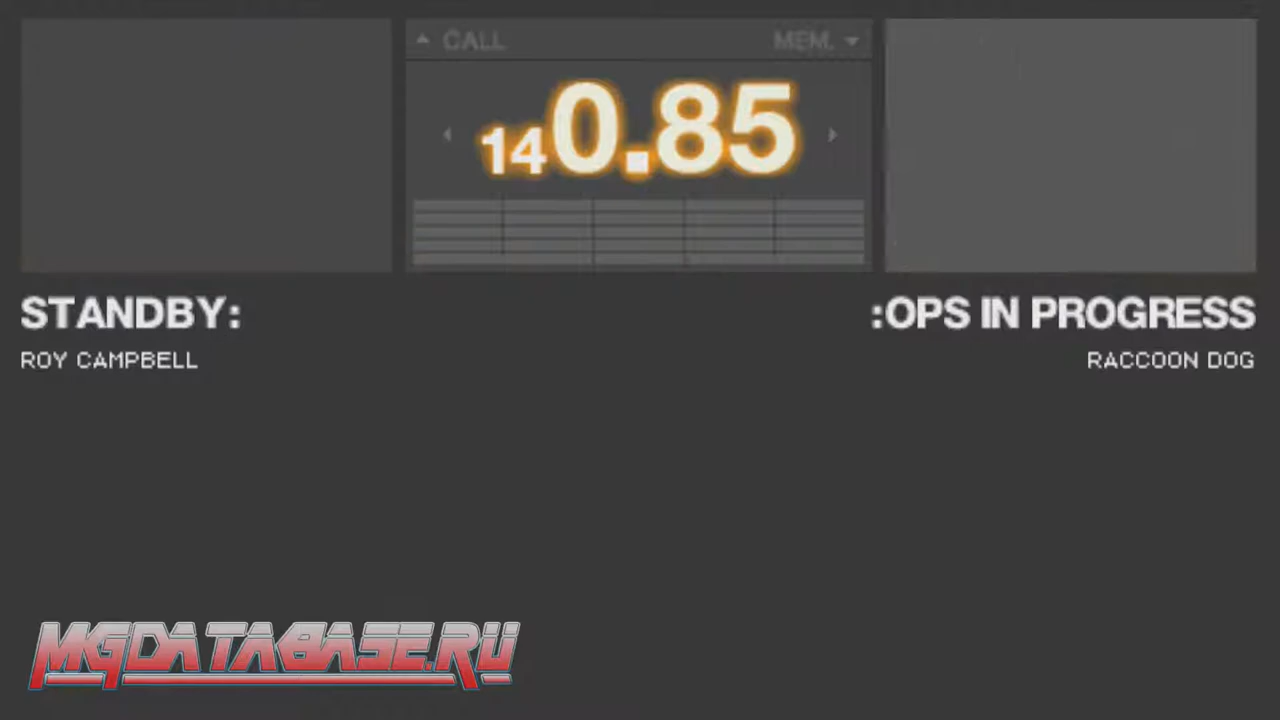 CALL MEM.
140.85
STANDBY: :OPS IN PROGRESS
ROY CAMPBELL RACCOON DOG
MGDATABASE.RU